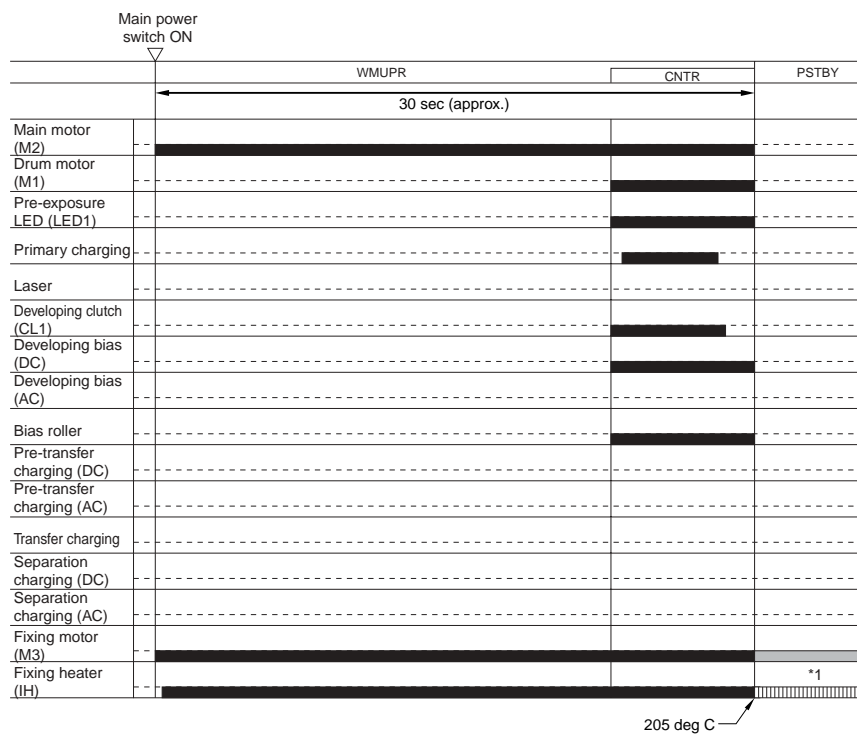 Main power
switch ON
WMUPR
CNTR
PSTBY
30 sec (approx.)
Main motor
(M2)
Drum motor
(M1)
Pre-exposure
LED (LED1)
Primary charging
Laser
Developing clutch
(CL1)
Developing bias
(DC)
Developing bias
(AC)
Bias roller
Pre-transfer
charging (DC)
Pre-transfer
charging (AC)
Transfer charging
Separation
charging (DC)
Separation
charging (AC)
Fixing motor
(M3)
Fixing heater
(IH)
*1
205 deg C